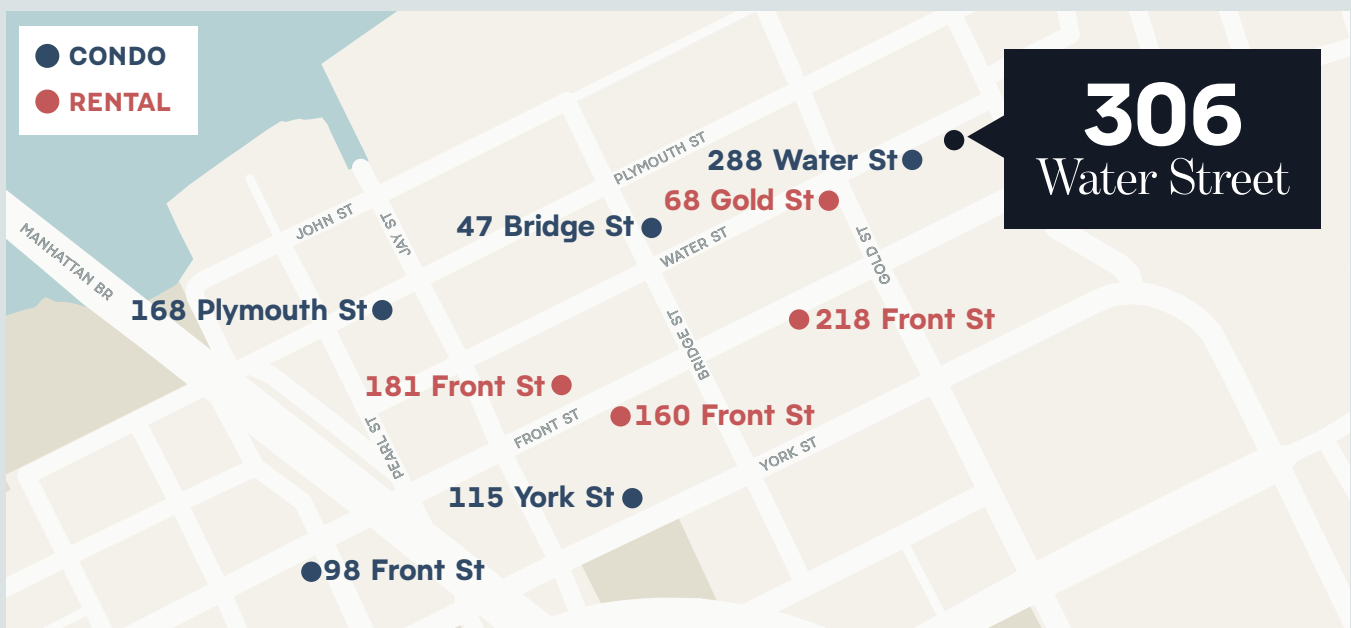 CONDO
RENTAL
306
Water Street
PLYMOUTH ST
288 Water St
68 Gold St
47 Bridge St
JOHN ST
JAY ST
WATER ST
GOLD ST
MANHATTAN BR
168 Plymouth St
218 Front St
BRIDGE ST
181 Front St
160 Front St
FRONT ST
PEARL ST
YORK ST
115 York St
98 Front St